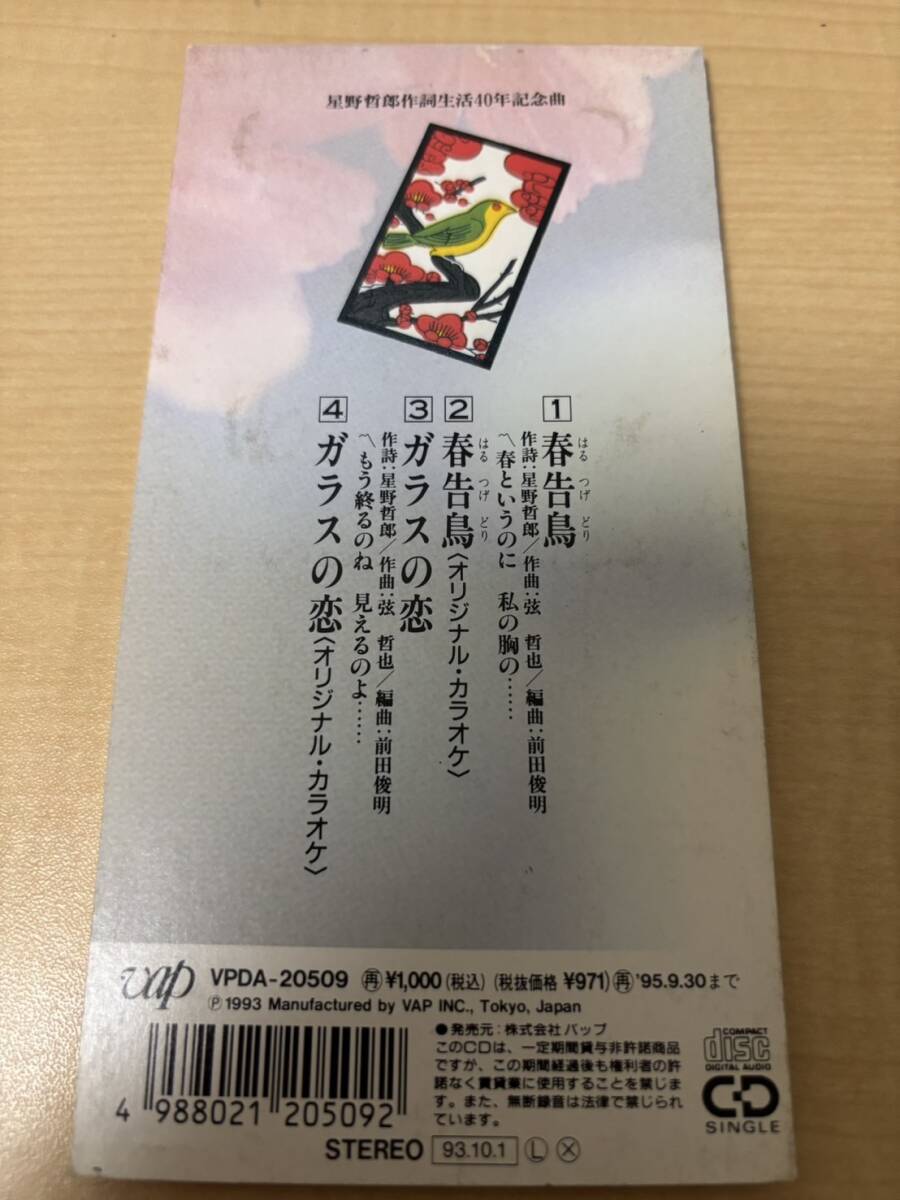 星野哲郎作詞生活40年記念曲
1 春告鳥
はる つげ どり
作詩:星野哲郎/作曲:弦 哲也/編曲:前田俊明
〽春というのに 私の胸の……
2 春告鳥〈オリジナル・カラオケ〉
はる つげ どり
3 ガラスの恋
作詩:星野哲郎/作曲:弦 哲也/編曲:前田俊明
〽もう終るのね 見えるのよ……
4 ガラスの恋〈オリジナル・カラオケ〉
vap VPDA-20509 ㊢¥1,000(税込)(税抜価格 ¥971)㊢'95.9.30まで
℗ 1993 Manufactured by VAP INC., Tokyo, Japan
●発売元:株式会社バップ
このCDは、一定期間貸与非許諾商品
ですが、この期間経過後も権利者の許
諾なく賃貸業に使用することを禁じま
す。また、無断録音は法律で禁じられ
ています。
COMPACT
disc
DIGITAL AUDIO
CD
SINGLE
4 988021 205092
STEREO 93.10.1 Ⓛ Ⓧ